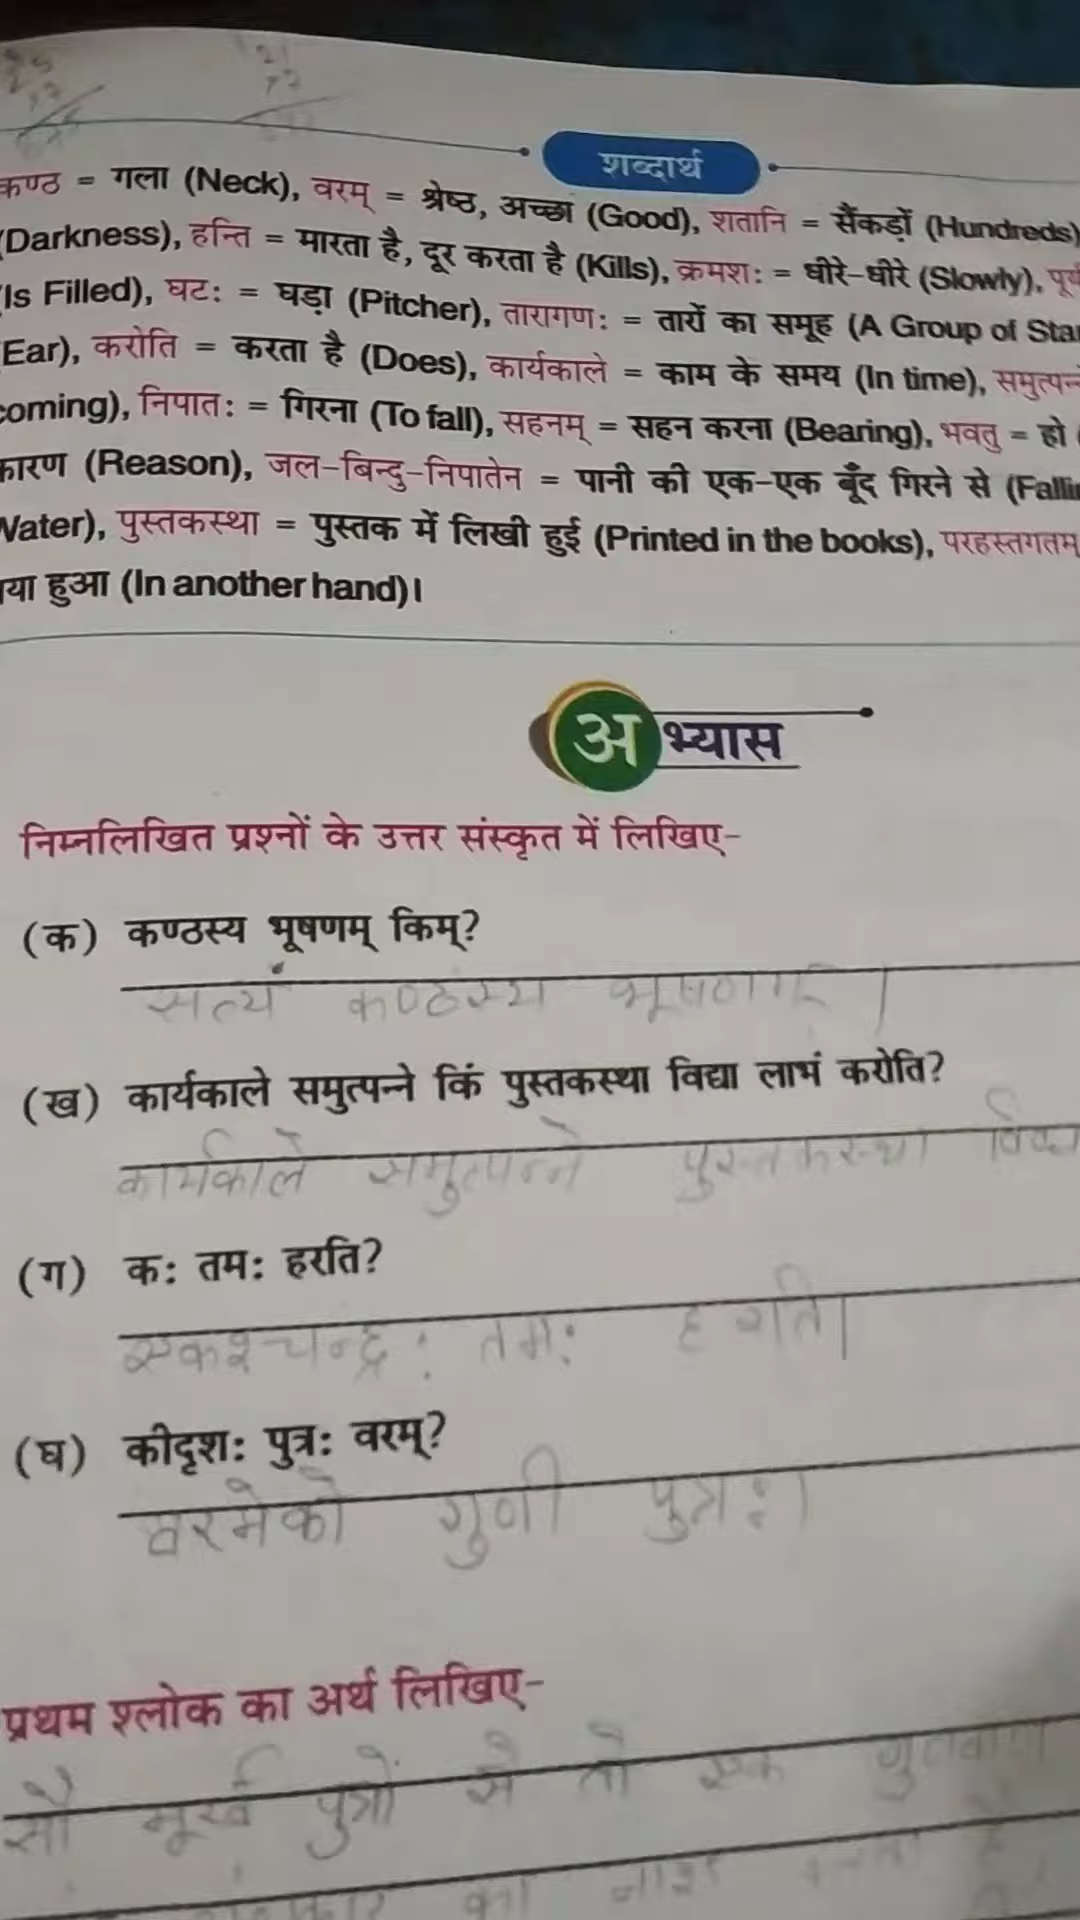 शब्दार्थ
कण्ठ = गला (Neck), वरम् = श्रेष्ठ, अच्छा (Good), शतानि = सैंकड़ों (Hundreds)
(Darkness), हन्ति = मारता है, दूर करता है (Kills), क्रमशः = धीरे-धीरे (Slowly),
(Is Filled), घटः = घड़ा (Pitcher), तारागणः = तारों का समूह (A Group of
Ear), करोति = करता है (Does), कार्यकाले = काम के समय (In time),
coming), निपातः = गिरना (To fall), सहनम् = सहन करना (Bearing), भवतु = हो
कारण (Reason), जल-बिन्दु-निपातेन = पानी की एक-एक बूँद गिरने से
Water), पुस्तकस्था = पुस्तक में लिखी हुई (Printed in the books), परहस्तगतम्
या हुआ (In another hand)।
अभ्यास
निम्नलिखित प्रश्नों के उत्तर संस्कृत में लिखिए-
(क) कण्ठस्य भूषणम् किम्?
सत्यं कण्ठस्य भूषणम् ।
(ख) कार्यकाले समुत्पन्ने किं पुस्तकस्था विद्या लाभं करोति?
कार्यकाले समुत्पन्ने पुस्तकस्था
(ग) कः तमः हरति?
तमः
(घ) कीदृशः पुत्रः वरम्?
वरमेको गुणी पुत्रः।
प्रथम श्लोक का अर्थ लिखिए-
सौ मूर्ख पुत्रों से तो एक
का नाश